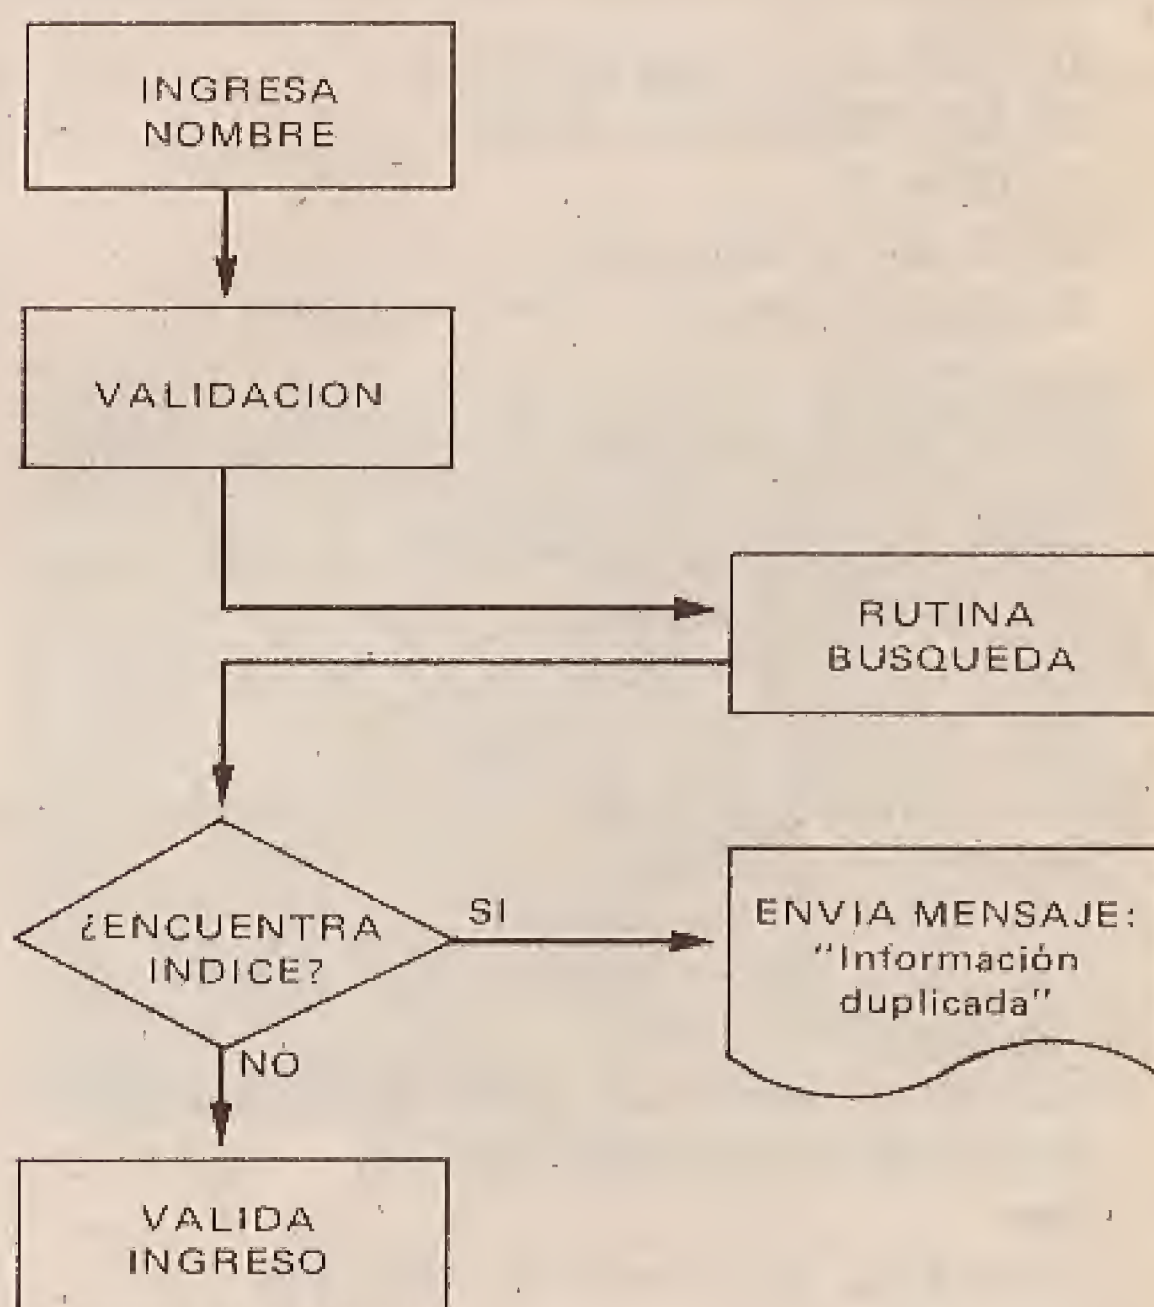 INGRESA
NOMBRE
VALIDACION
RUTINA
BUSQUEDA
¿ENCUENTRA
INDICE?
SI
ENVIA MENSAJE:
"Información
duplicada"
NO
VALIDA
INGRESO